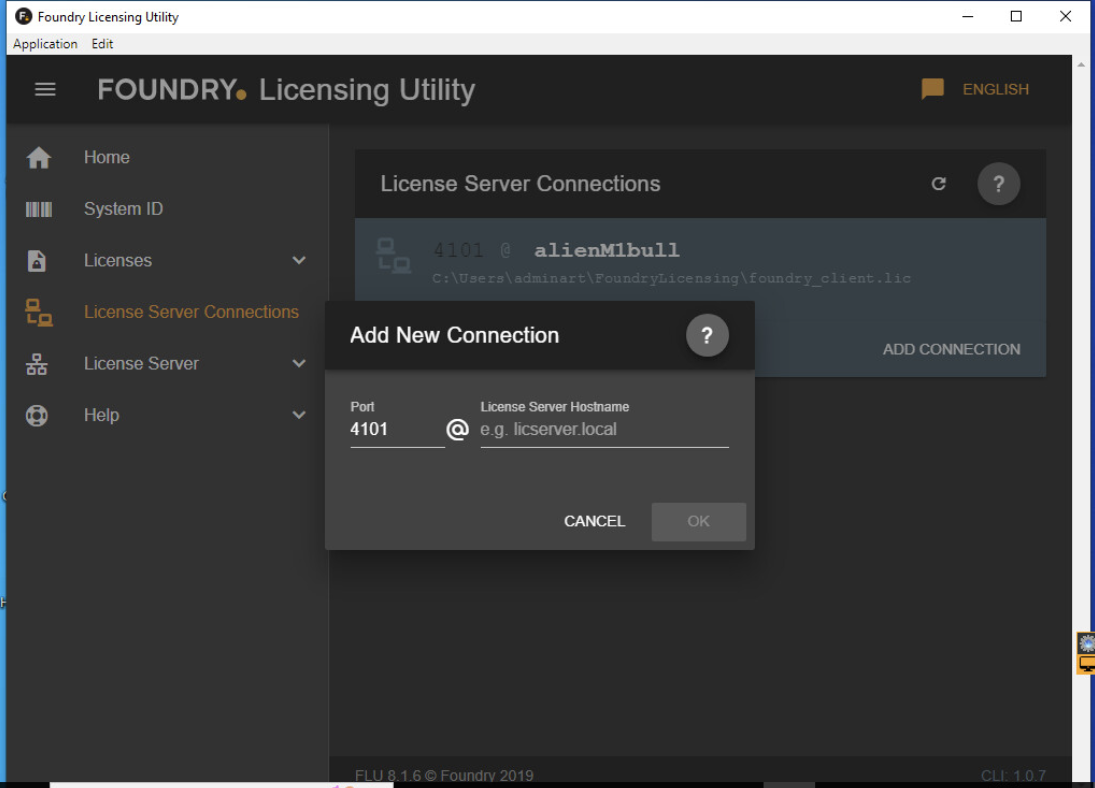 Foundry Licensing Utility
Application Edit
FOUNDRY. Licensing Utility
ENGLISH
Home
System ID
Licenses
License Server Connections
License Server
Help
License Server Connections
?
4101 @ alienM1bull
C:\Users\adminart\FoundryLicensing\foundry_client.lic
ADD CONNECTION
Add New Connection
?
Port
License Server Hostname
4101 @ e.g. licserver.local
CANCEL
OK
FLU 8.1.6 © Foundry 2019
CLI: 1.0.7